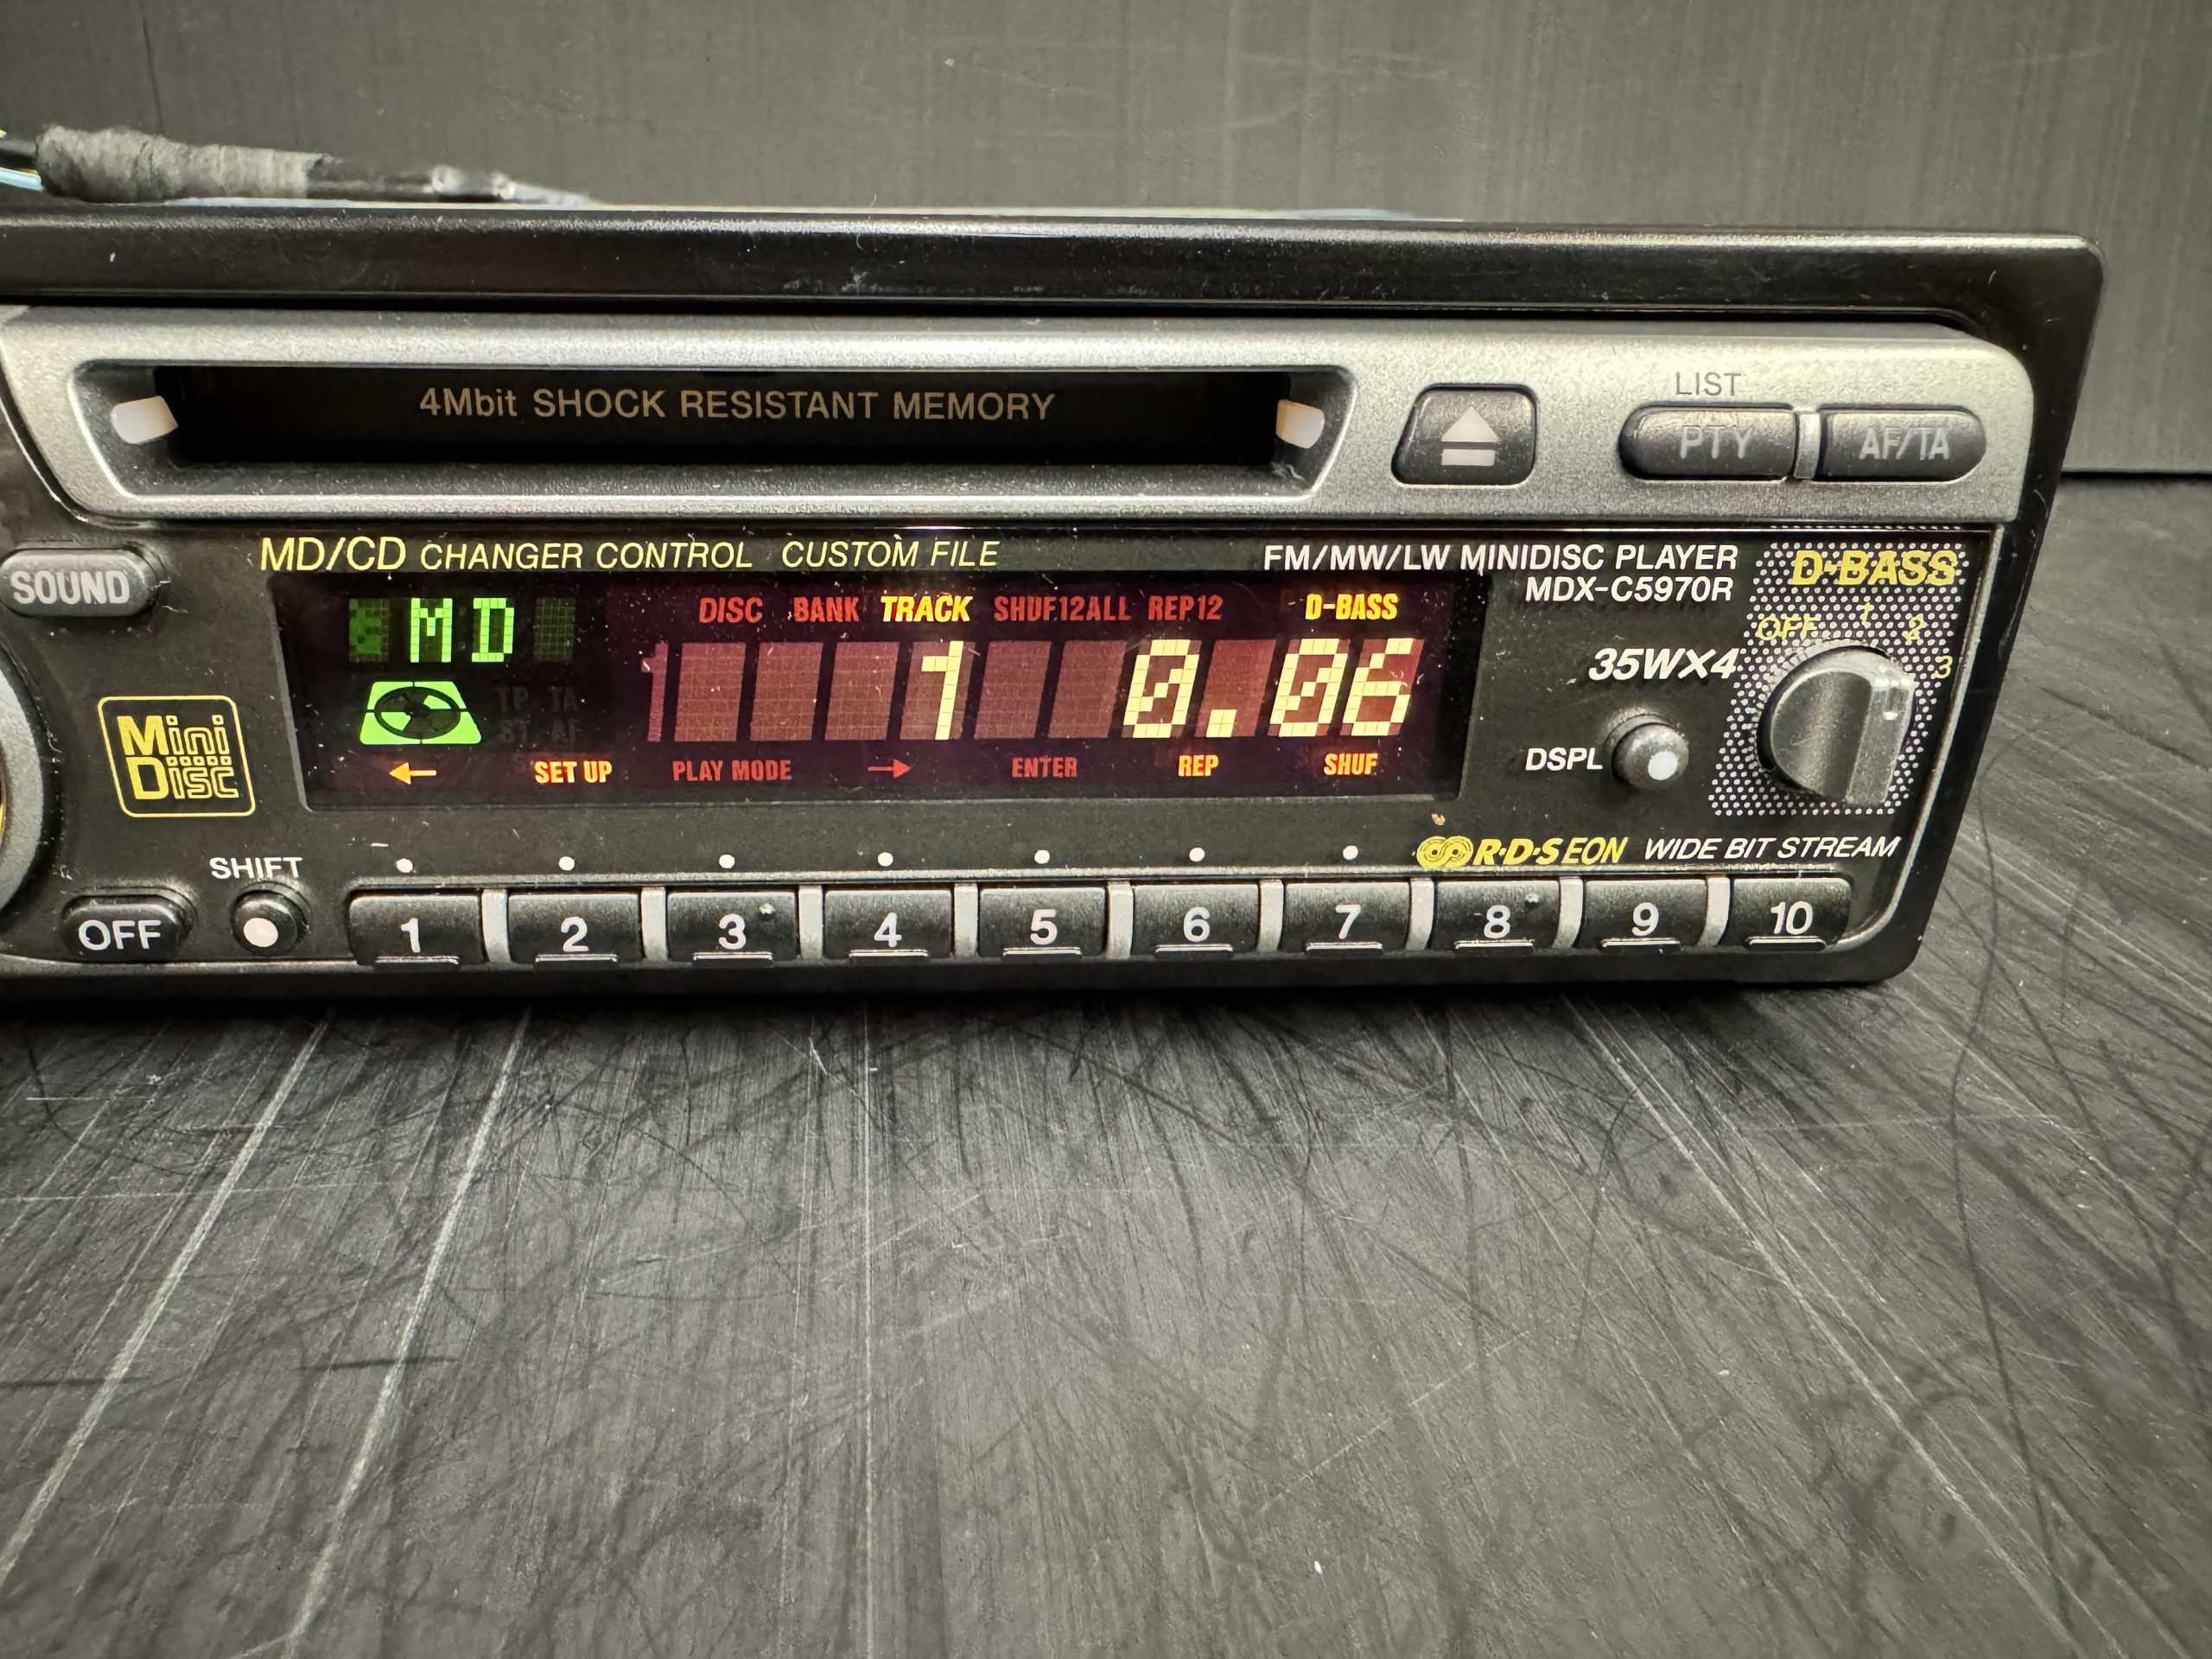 4Mbit SHOCK RESISTANT MEMORY
LIST
PTY AF/TA
SOUND
MD/CD CHANGER CONTROL CUSTOM FILE
FM/MW/LW MINIDISC PLAYER
MDX-C5970R
D-BASS
OFF 1 2 3
MD
DISC BANK TRACK SHUF12ALL REP12 D-BASS
1 0.06
TP TA
ST AF
35WX4
DSPL
Mini
Disc
← SET UP PLAY MODE → ENTER REP SHUF
R·D·S EON WIDE BIT STREAM
SHIFT
OFF
1 2 3 4 5 6 7 8 9 10